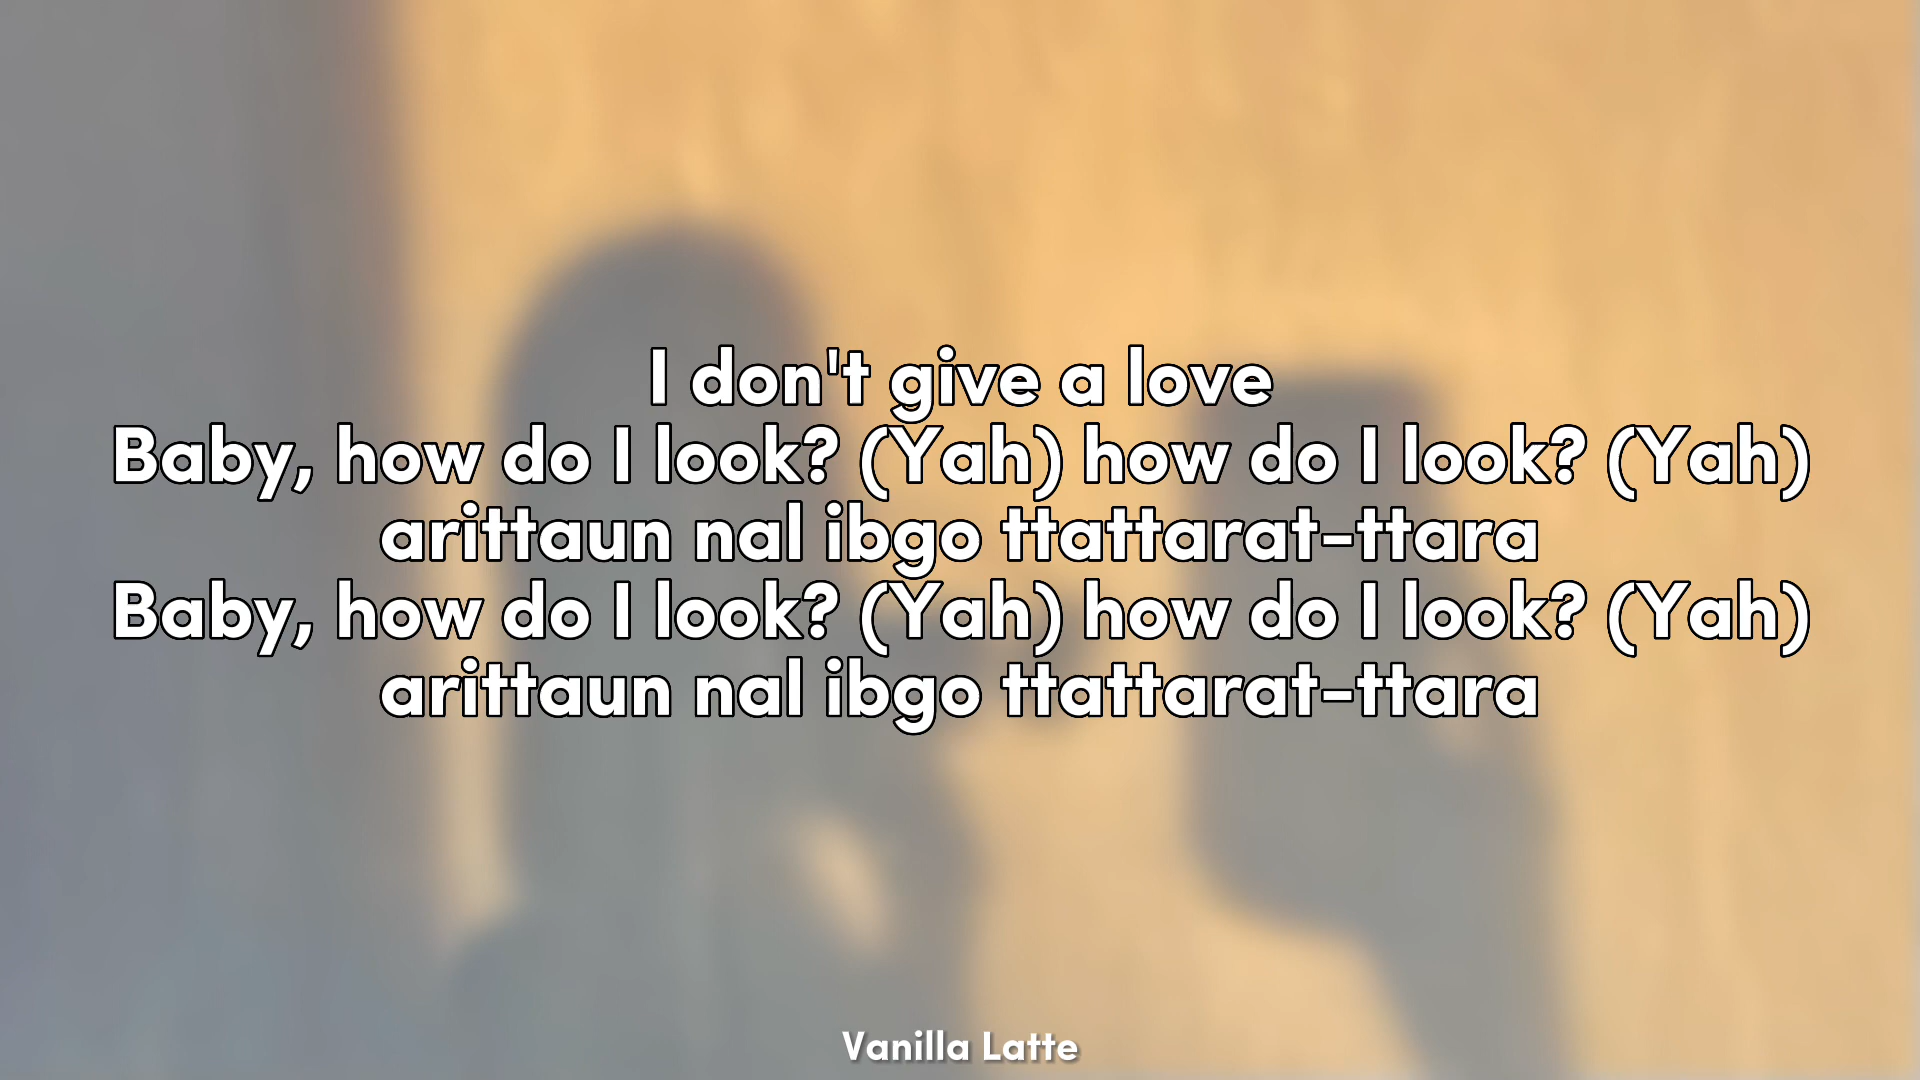 I don't give a love
Baby, how do I look? (Yah) how do I look? (Yah)
arittaun nal ibgo ttattarat-ttara
Baby, how do I look? (Yah) how do I look? (Yah)
arittaun nal ibgo ttattarat-ttara
Vanilla Latte